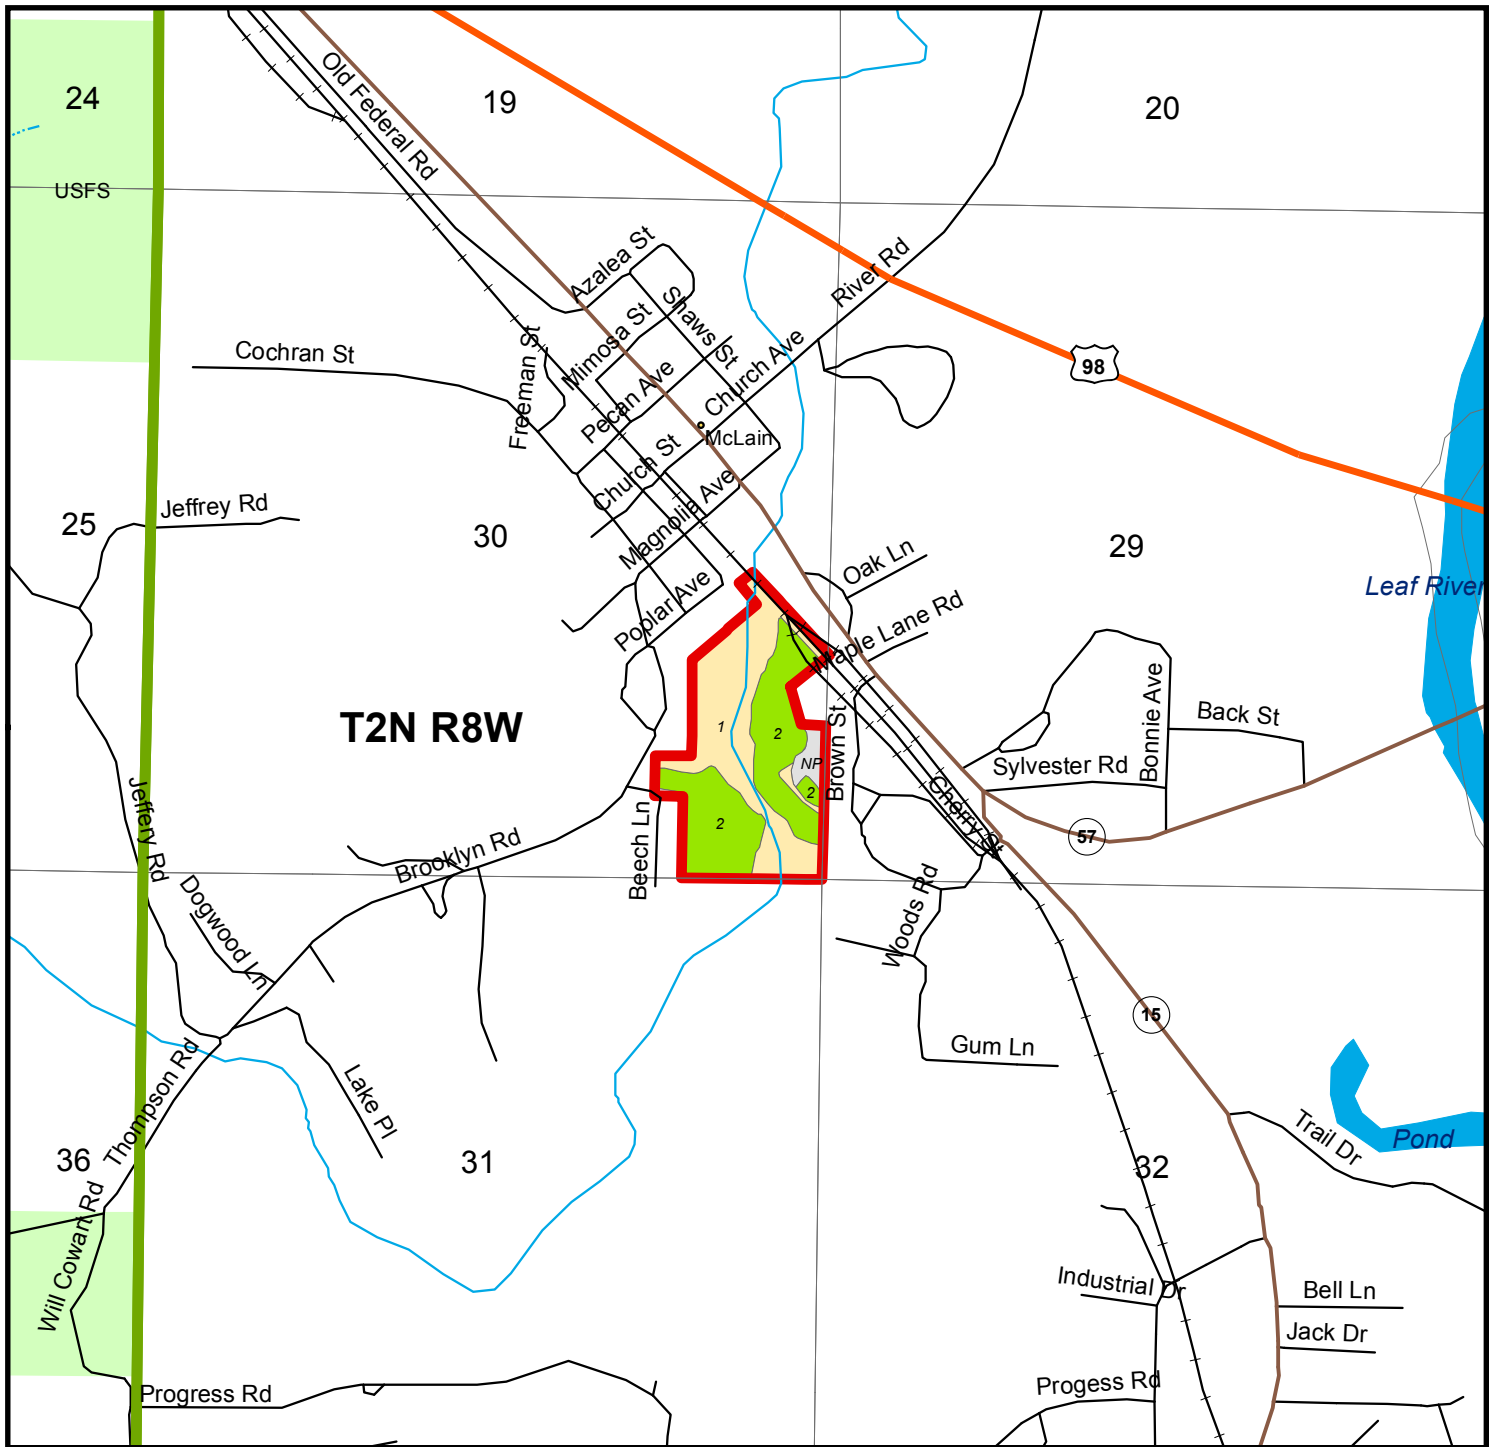 24
19
20
Old Federal Rd
USFS
Azalea St
River Rd
Shaws St
Mimosa St
Church Ave
Cochran St
Freeman St
Pecan Ave
98
McLain
Church St
Magnolia Ave
Jeffrey Rd
25
30
29
Oak Ln
Leaf River
Poplar Ave
Maple Lane Rd
T2N R8W
1
2
NP
2
2
Brown St
Bonnie Ave
Back St
Sylvester Rd
Cherry St
57
Jeffery Rd
Brooklyn Rd
Beech Ln
Dogwood Ln
Woods Rd
15
Gum Ln
Thompson Rd
Lake Pl
Trail Dr
Pond
36
31
32
Will Cowart Rd
Industrial Dr
Bell Ln
Jack Dr
Progress Rd
Progess Rd